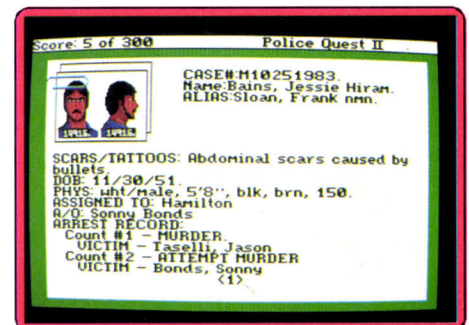 Score: 5 of 300 Police Quest II
CASE#:M10251983.
Name:Bains, Jessie Hiram.
ALIAS:Sloan, Frank nmn.
14916. 14916.
SCARS/TATTOOS: Abdominal scars caused by
bullets.
DOB: 11/30/51.
PHYS: wht/male, 5'8'', blk, brn, 150.
ASSIGNED TO: Hamilton
A/O: Sonny Bonds
ARREST RECORD:
Count #1 - MURDER.
VICTIM - Taselli, Jason
Count #2 - ATTEMPT MURDER
VICTIM - Bonds, Sonny
<1>